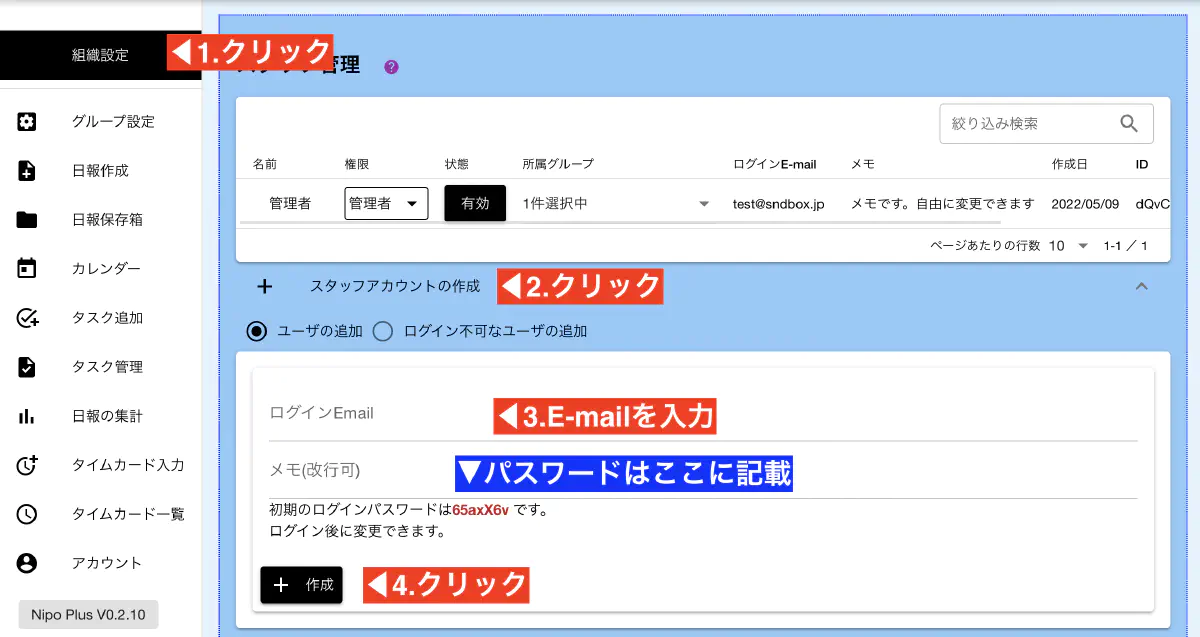 組織設定
◀1.クリック
管理
?
グループ設定
日報作成
日報保存箱
カレンダー
タスク追加
タスク管理
日報の集計
タイムカード入力
タイムカード一覧
アカウント
Nipo Plus V0.2.10
絞り込み検索
名前 権限 状態 所属グループ ログインE-mail メモ 作成日 ID
管理者 管理者 有効 1件選択中 test@sndbox.jp メモです。自由に変更できます 2022/05/09 dQvC
ページあたりの行数 10 1-1 / 1
スタッフアカウントの作成 ◀2.クリック
ユーザの追加 ログイン不可なユーザの追加
ログインEmail ◀3.E-mailを入力
メモ(改行可) ▼パスワードはここに記載
初期のログインパスワードは65axX6v です。
ログイン後に変更できます。
作成 ◀4.クリック